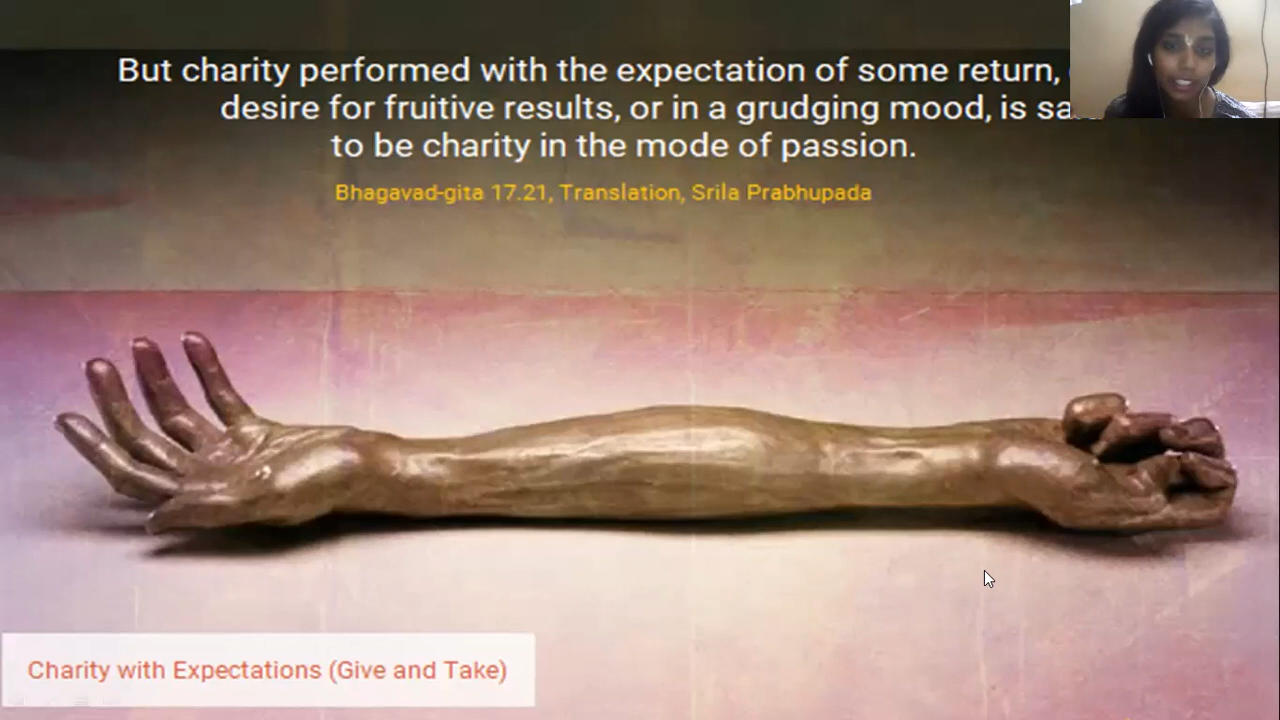 But charity performed with the expectation of some return,
desire for fruitive results, or in a grudging mood, is
to be charity in the mode of passion.
Bhagavad-gita 17.21, Translation, Srila Prabhupada
Charity with Expectations (Give and Take)